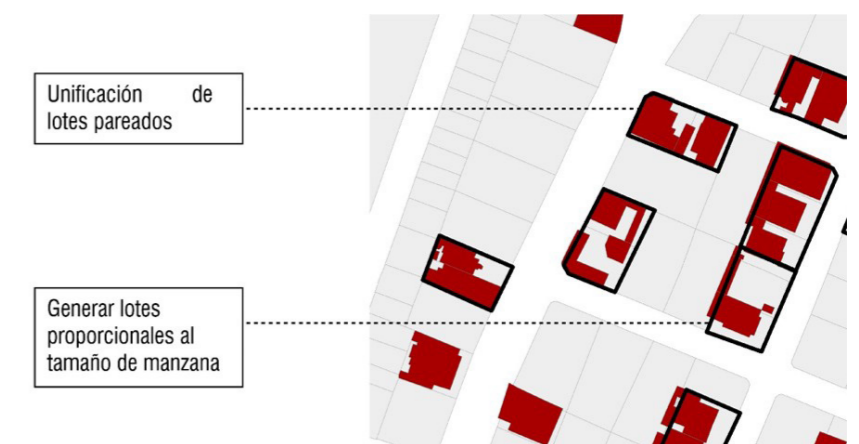 Unificación de
lotes pareados
Generar lotes
proporcionales al
tamaño de manzana